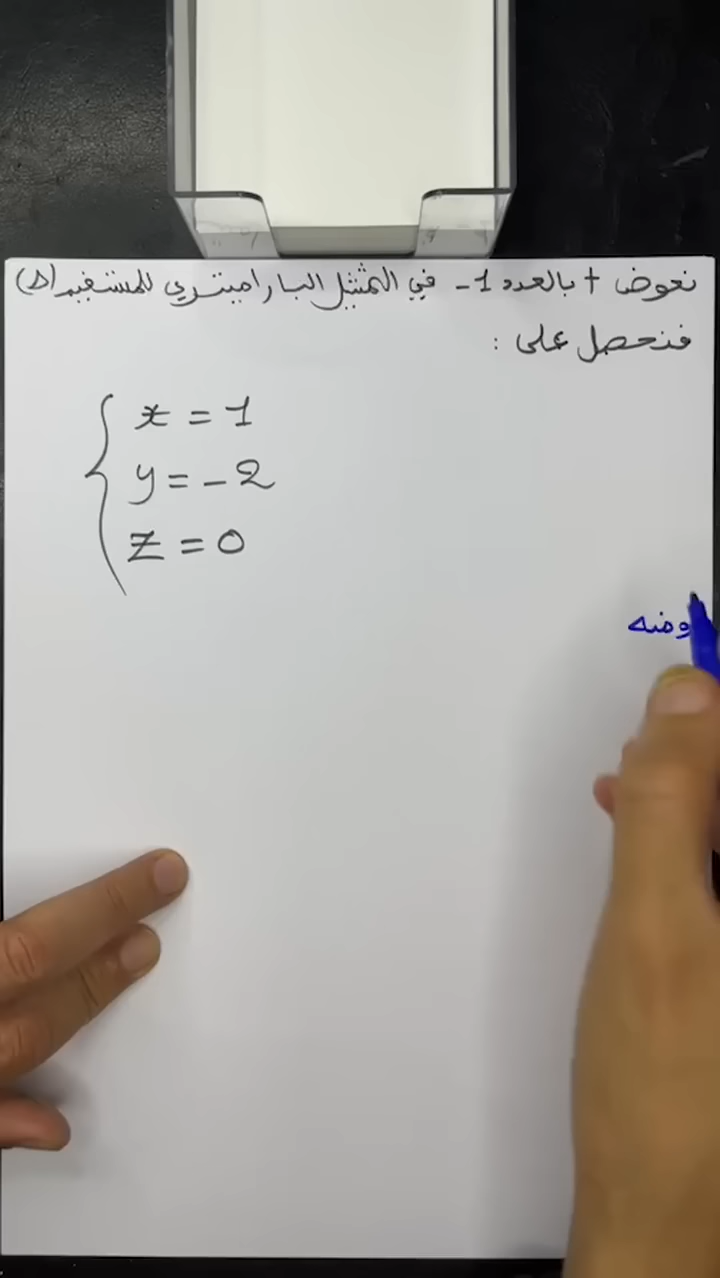 نعوض t بالعدد 1- في التمثيل البارامتري للمستقيم (Δ)
فنحصل على :
x = 1
y = -2
z = 0
ومنه